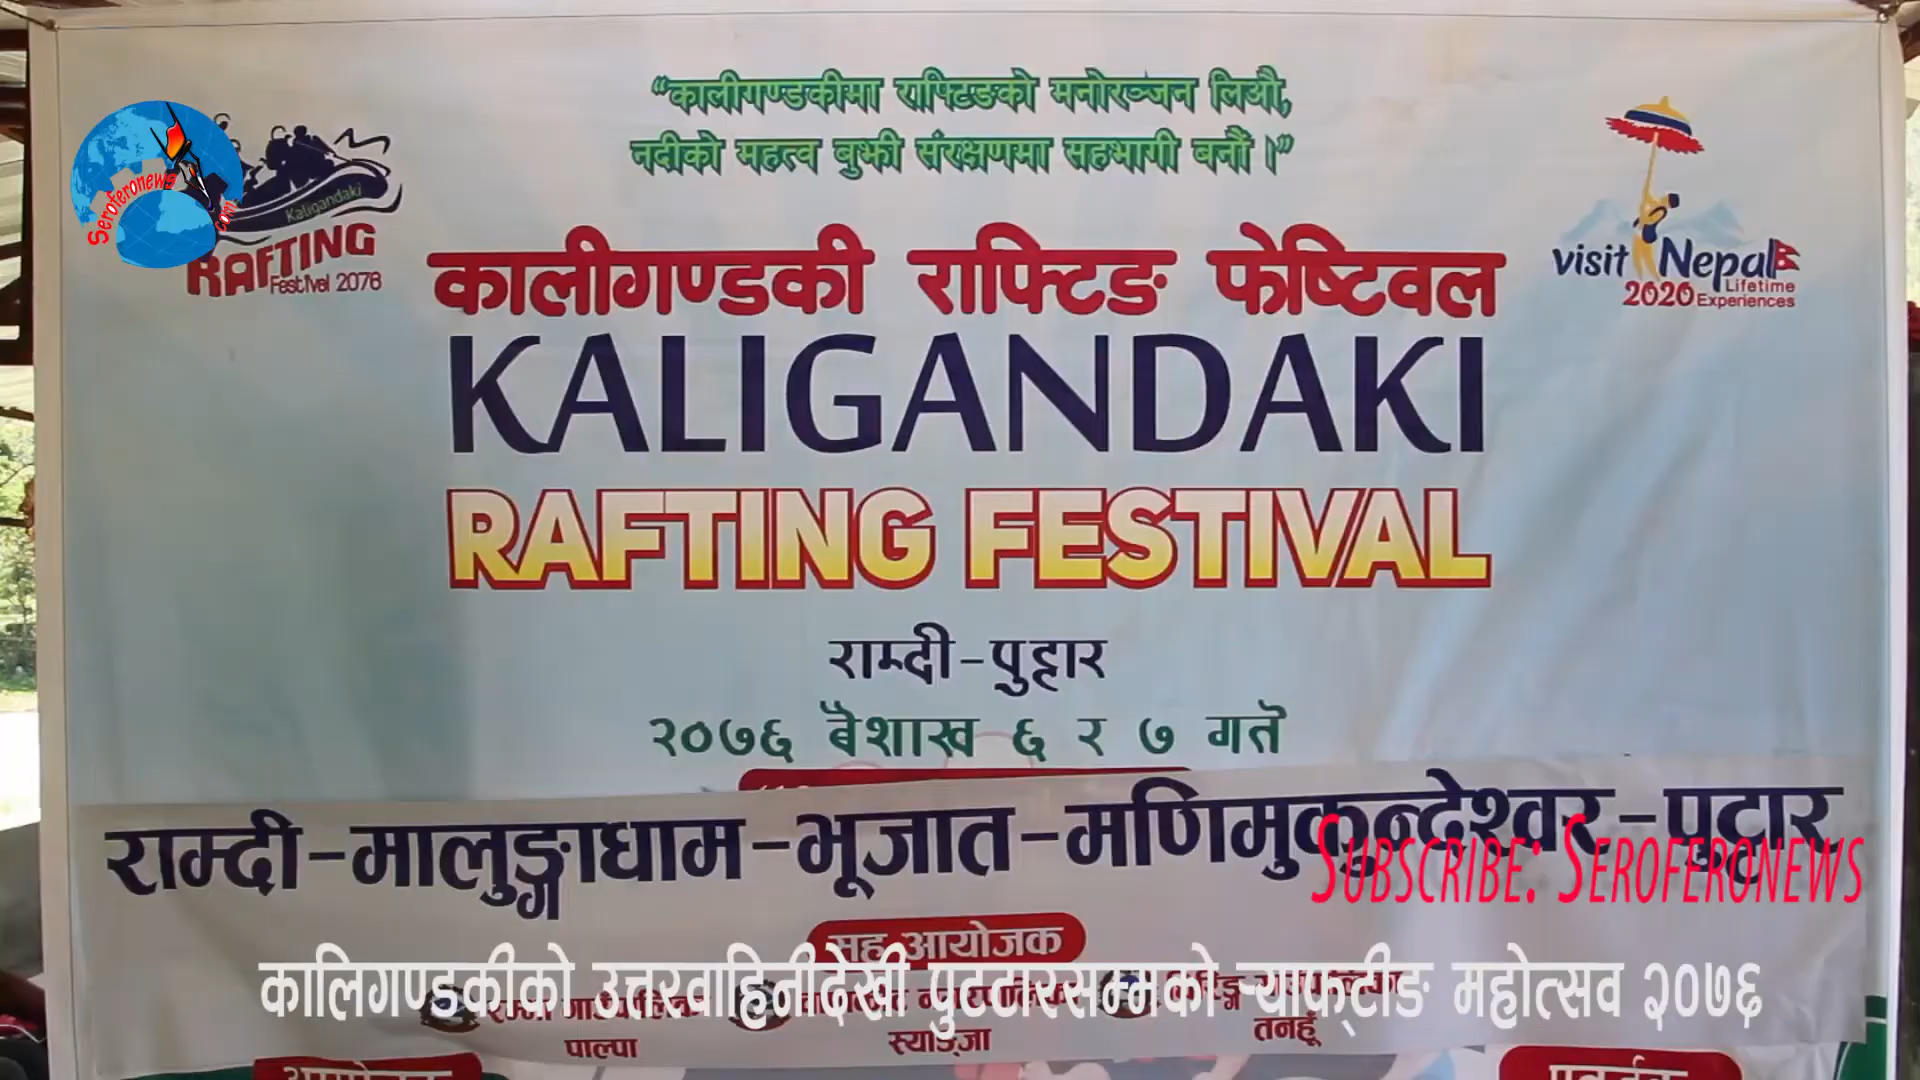 “कालीगण्डकीमा राफ्टिङको मनोरञ्जन लिऔ,
नदीको महत्व बुझी संरक्षणमा सहभागी बनौं ।”
Seroferonews
.com
Kaligandaki
RAFTING
Festival 2076
visit Nepal
2020 Lifetime Experiences
कालीगण्डकी राफ्टिङ फेष्टिवल
KALIGANDAKI
RAFTING FESTIVAL
राम्दी-पुट्टार
२०७६ बैशाख ६ र ७ गते
राम्दी-मालुङ्गाधाम-भूजात-मणिमुकुन्देश्वर-पुट्टार
SUBSCRIBE: SEROFERONEWS
सह आयोजक
कालिगण्डकीको उत्तरवाहिनीदेखी पुटटारसम्मको ऱ्याफ्टीङ महोत्सव २०७६
पाल्पा
स्याङ्जा
तनहूँ